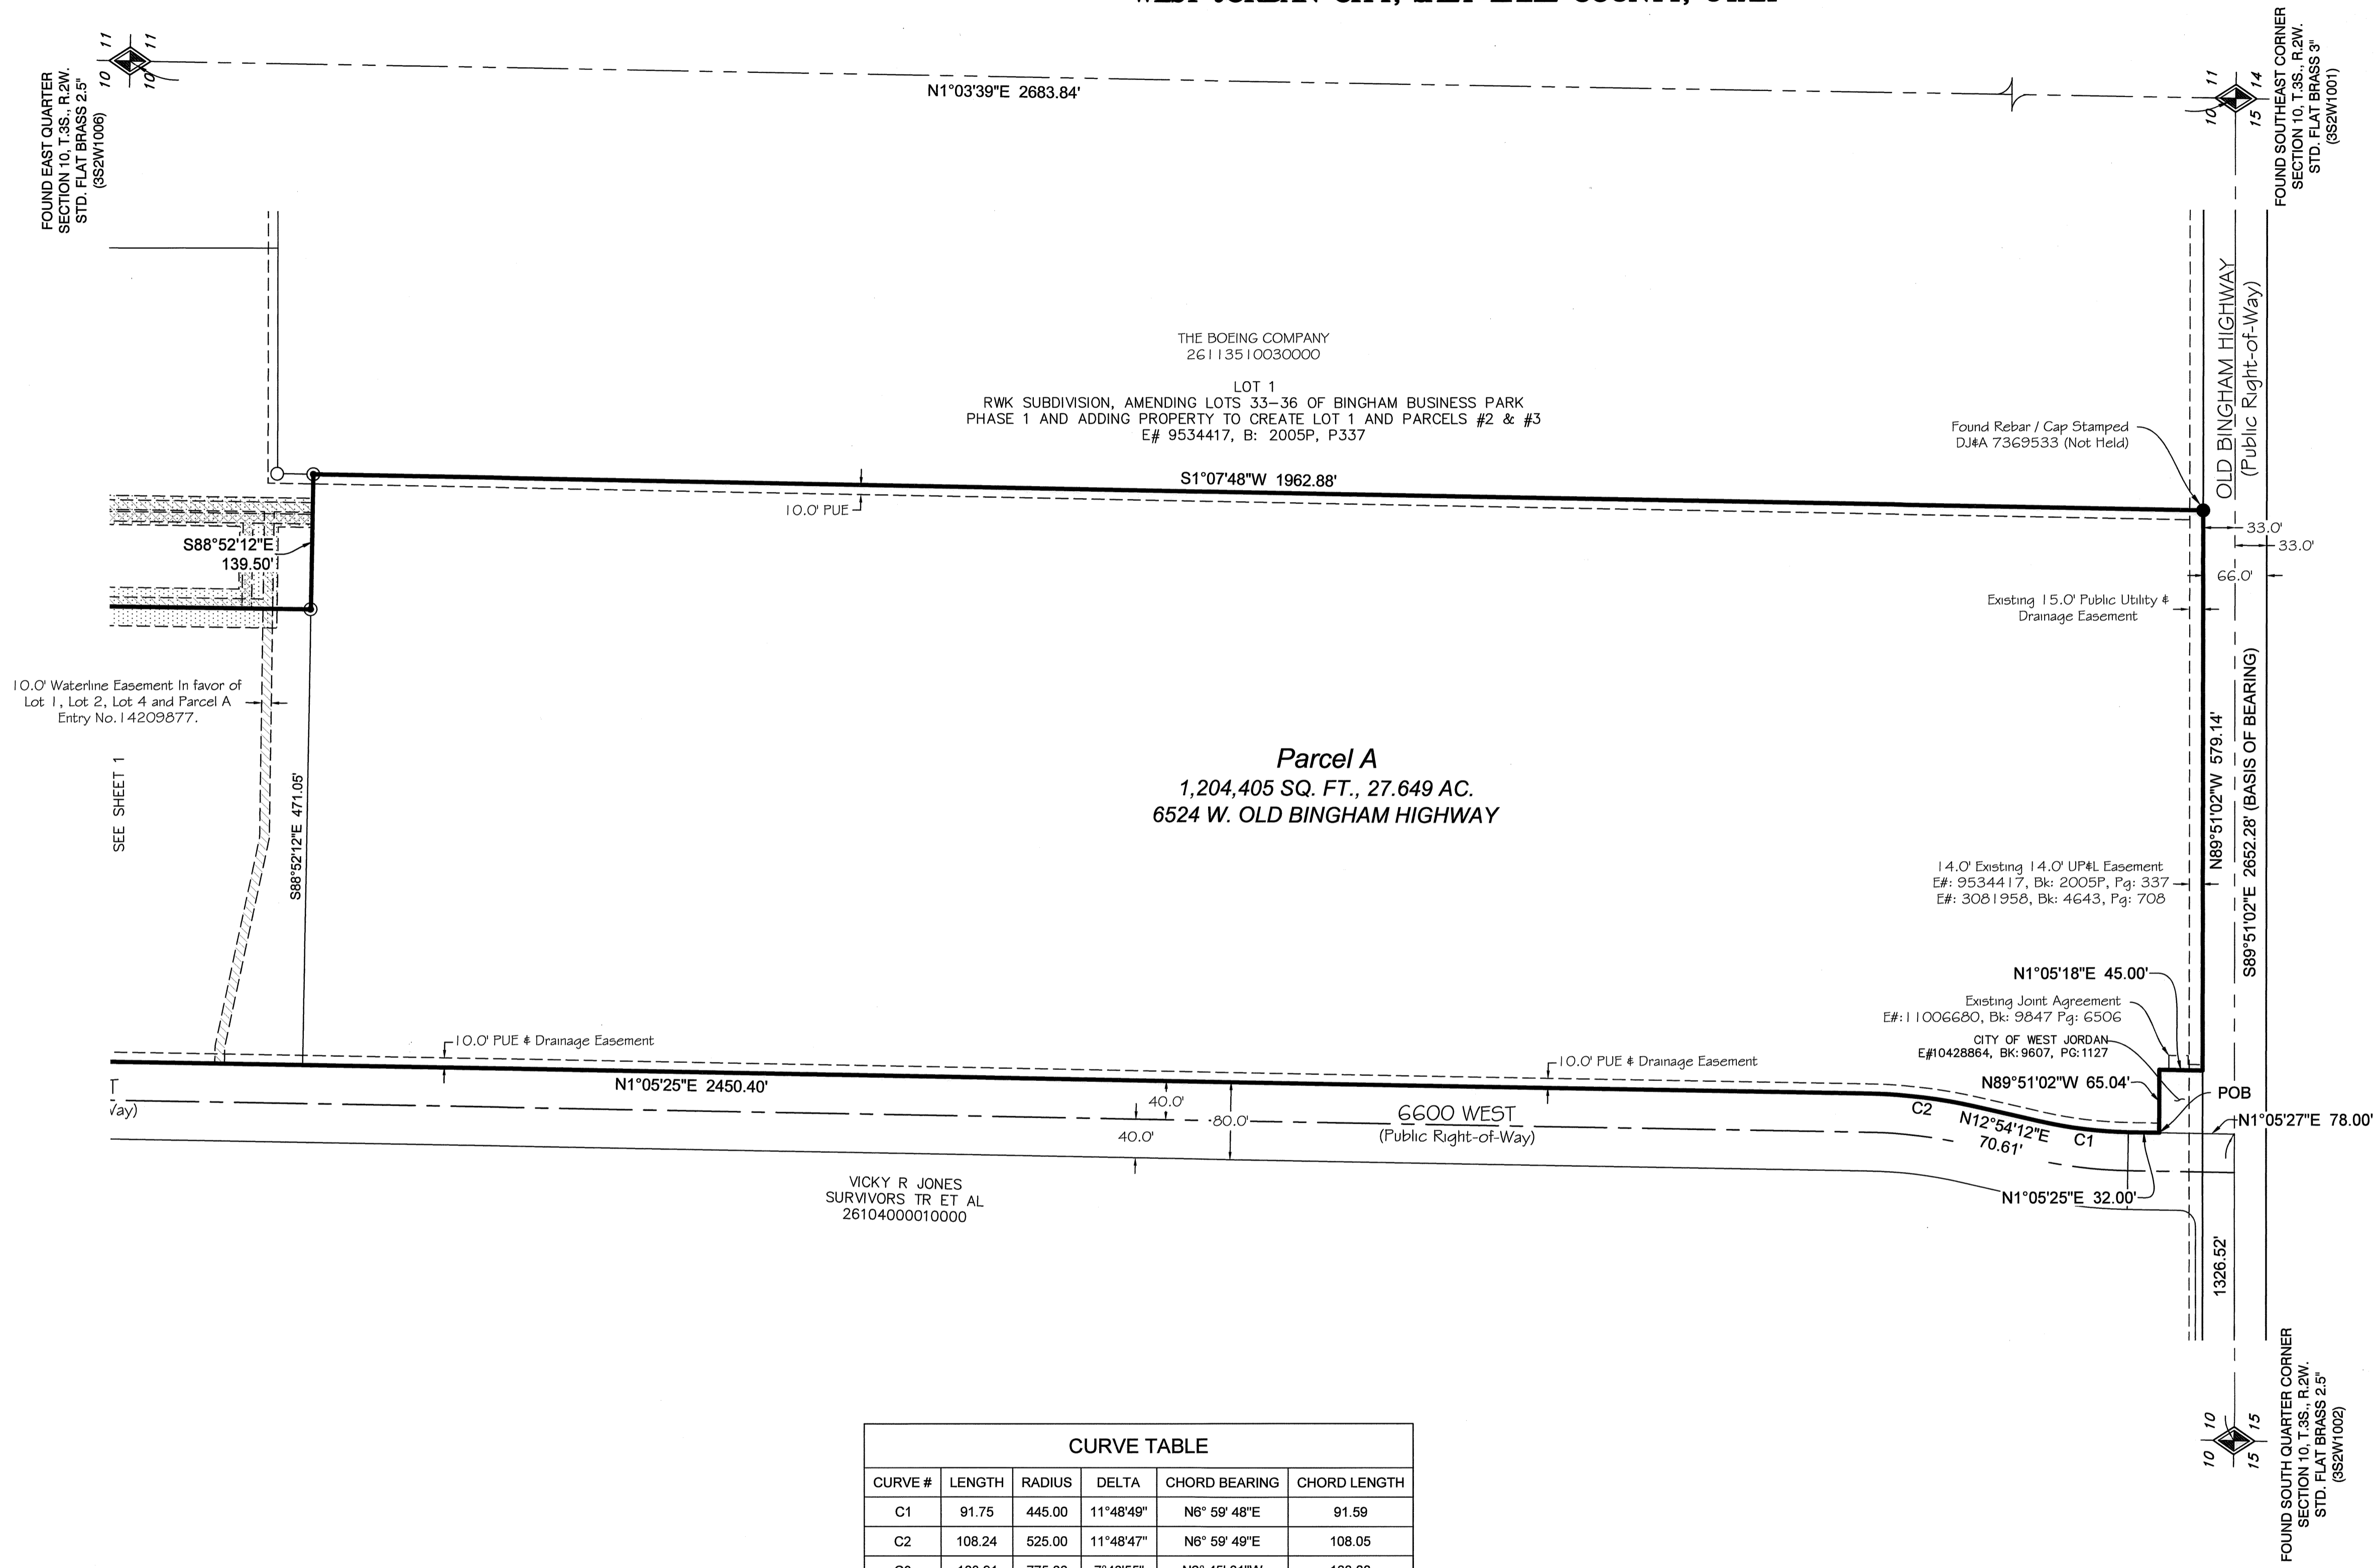 FOUND EAST QUARTER
SECTION 10, T.3S., R.2W.
STD. FLAT BRASS 2.5"
(3S2W1006)
10 11
10 11
N1°03'39"E 2683.84'
10 11
15 14
FOUND SOUTHEAST CORNER
SECTION 10, T.3S., R.2W.
STD. FLAT BRASS 3"
(3S2W1001)
OLD BINGHAM HIGHWAY
(Public Right-of-Way)
THE BOEING COMPANY
26113510030000
LOT 1
RWK SUBDIVISION, AMENDING LOTS 33-36 OF BINGHAM BUSINESS PARK
PHASE 1 AND ADDING PROPERTY TO CREATE LOT 1 AND PARCELS #2 & #3
E# 9534417, B: 2005P, P337
Found Rebar / Cap Stamped
DJ&A 7369533 (Not Held)
S1°07'48"W 1962.88'
10.0' PUE
33.0'
33.0'
66.0'
S88°52'12"E
139.50'
Existing 15.0' Public Utility &
Drainage Easement
10.0' Waterline Easement In favor of
Lot 1, Lot 2, Lot 4 and Parcel A
Entry No.14209877.
SEE SHEET 1
S88°52'12"E 471.05'
Parcel A
1,204,405 SQ. FT., 27.649 AC.
6524 W. OLD BINGHAM HIGHWAY
N89°51'02"W 579.14'
S89°51'02"E 2652.28' (BASIS OF BEARING)
14.0' Existing 14.0' UP&L Easement
E#: 9534417, Bk: 2005P, Pg: 337
E#: 3081958, Bk: 4643, Pg: 708
N1°05'18"E 45.00'
Existing Joint Agreement
E#:11006680, Bk: 9847 Pg: 6506
CITY OF WEST JORDAN
E#10428864, BK: 9607, PG:1127
N89°51'02"W 65.04'
POB
N1°05'27"E 78.00'
10.0' PUE & Drainage Easement
10.0' PUE & Drainage Easement
N1°05'25"E 2450.40'
T
Way)
40.0'
80.0'
40.0'
6600 WEST
(Public Right-of-Way)
C2
N12°54'12"E
70.61'
C1
N1°05'25"E 32.00'
VICKY R JONES
SURVIVORS TR ET AL
26104000010000
1326.52'
10 10
10 15
FOUND SOUTH QUARTER CORNER
SECTION 10, T.3S., R.2W.
STD. FLAT BRASS 2.5"
(3S2W1002)
CURVE TABLE
CURVE # LENGTH RADIUS DELTA CHORD BEARING CHORD LENGTH
C1 91.75 445.00 11°48'49" N6° 59' 48"E 91.59
C2 108.24 525.00 11°48'47" N6° 59' 49"E 108.05